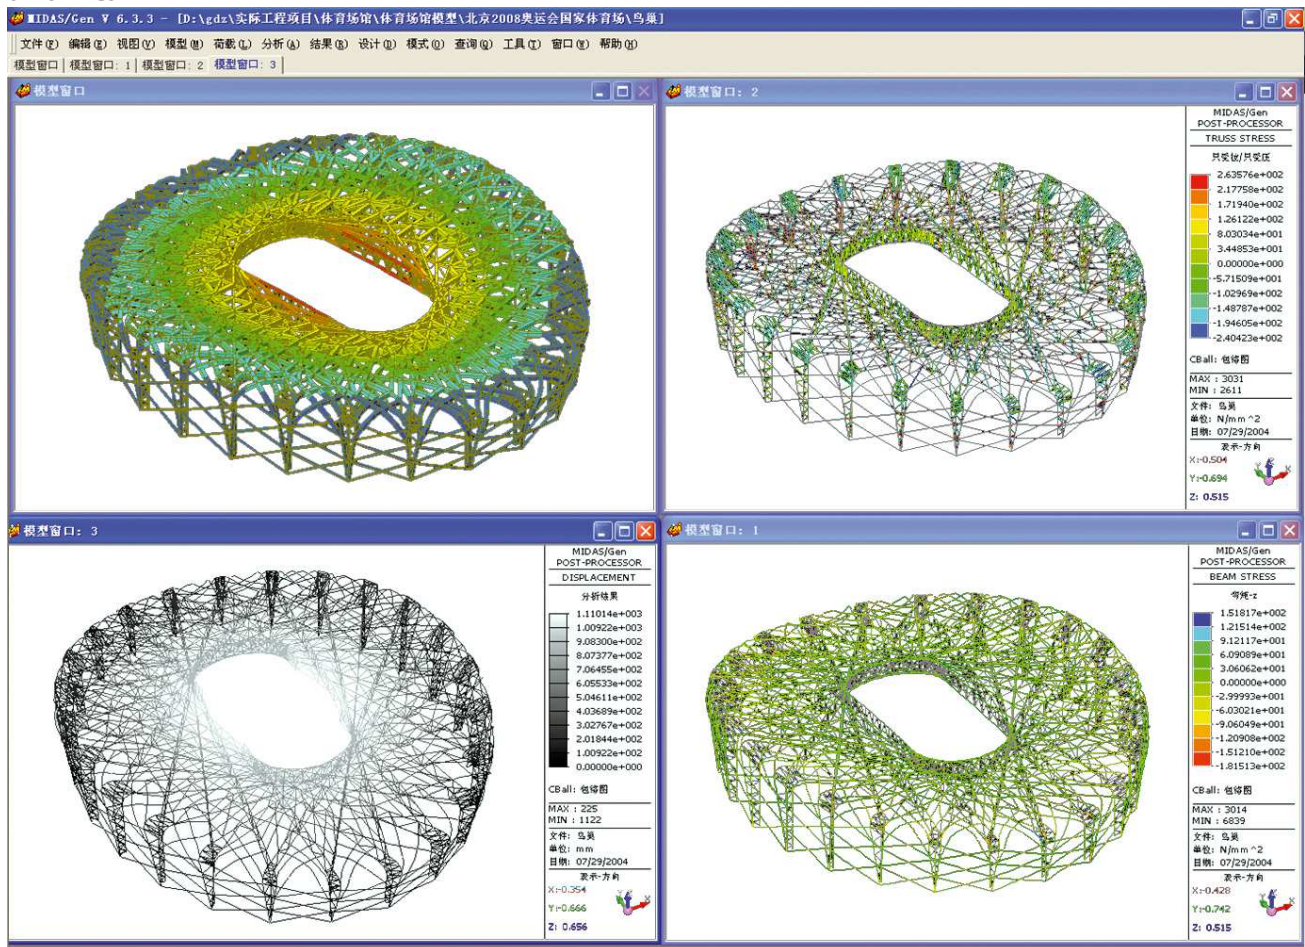 MIDAS/Gen V 6.3.3 - [D:\gdz\实际工程项目\体育场馆\体育场馆模型\北京2008奥运会国家体育场\鸟巢]
文件(F) 编辑(E) 视图(V) 模型(M) 荷载(L) 分析(A) 结果(R) 设计(D) 模式(O) 查询(Q) 工具(T) 窗口(W) 帮助(H)
模型窗口 模型窗口: 1 模型窗口: 2 模型窗口: 3
模型窗口
模型窗口: 2
MIDAS/Gen
POST-PROCESSOR
TRUSS STRESS
只受拉/只受压
2.63576e+002
2.17758e+002
1.71940e+002
1.26122e+002
8.03034e+001
3.44853e+001
0.00000e+000
-5.71509e+001
-1.02969e+002
-1.48787e+002
-1.94605e+002
-2.40423e+002
CBall: 包络图
MAX : 3031
MIN : 2611
文件: 鸟巢
单位: N/mm^2
日期: 07/29/2004
表示-方向
X:-0.504
Y:-0.694
Z: 0.515
模型窗口: 3
MIDAS/Gen
POST-PROCESSOR
DISPLACEMENT
分析结果
1.11014e+003
1.00922e+003
9.08300e+002
8.07377e+002
7.06455e+002
6.05533e+002
5.04611e+002
4.03689e+002
3.02767e+002
2.01844e+002
1.00922e+002
0.00000e+000
CBall: 包络图
MAX : 225
MIN : 1122
文件: 鸟巢
单位: mm
日期: 07/29/2004
表示-方向
X:-0.354
Y:-0.666
Z: 0.656
模型窗口: 1
MIDAS/Gen
POST-PROCESSOR
BEAM STRESS
弯矩-z
1.51817e+002
1.21514e+002
9.12117e+001
6.09089e+001
3.06062e+001
0.00000e+000
-2.99993e+001
-6.03021e+001
-9.06049e+001
-1.20908e+002
-1.51210e+002
-1.81513e+002
CBall: 包络图
MAX : 3014
MIN : 6839
文件: 鸟巢
单位: N/mm^2
日期: 07/29/2004
表示-方向
X:-0.428
Y:-0.742
Z: 0.515